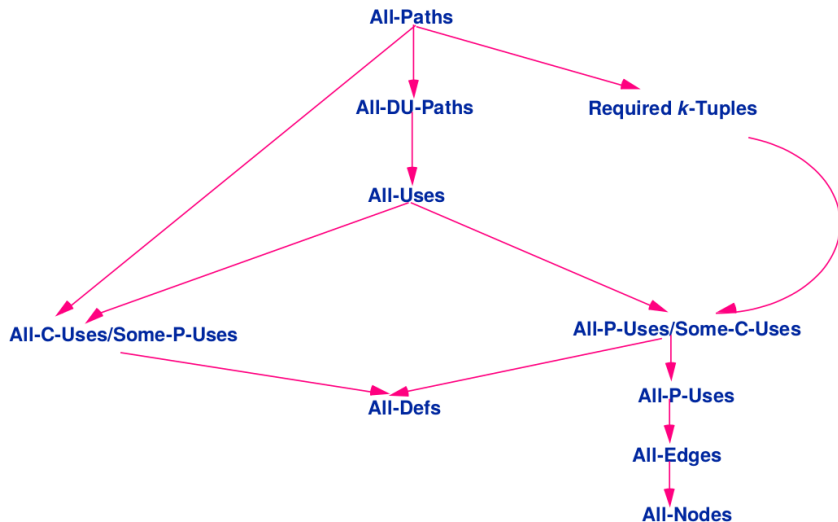 All-Paths
All-DU-Paths
Required k-Tuples
All-Uses
All-C-Uses/Some-P-Uses
All-P-Uses/Some-C-Uses
All-Defs
All-P-Uses
All-Edges
All-Nodes